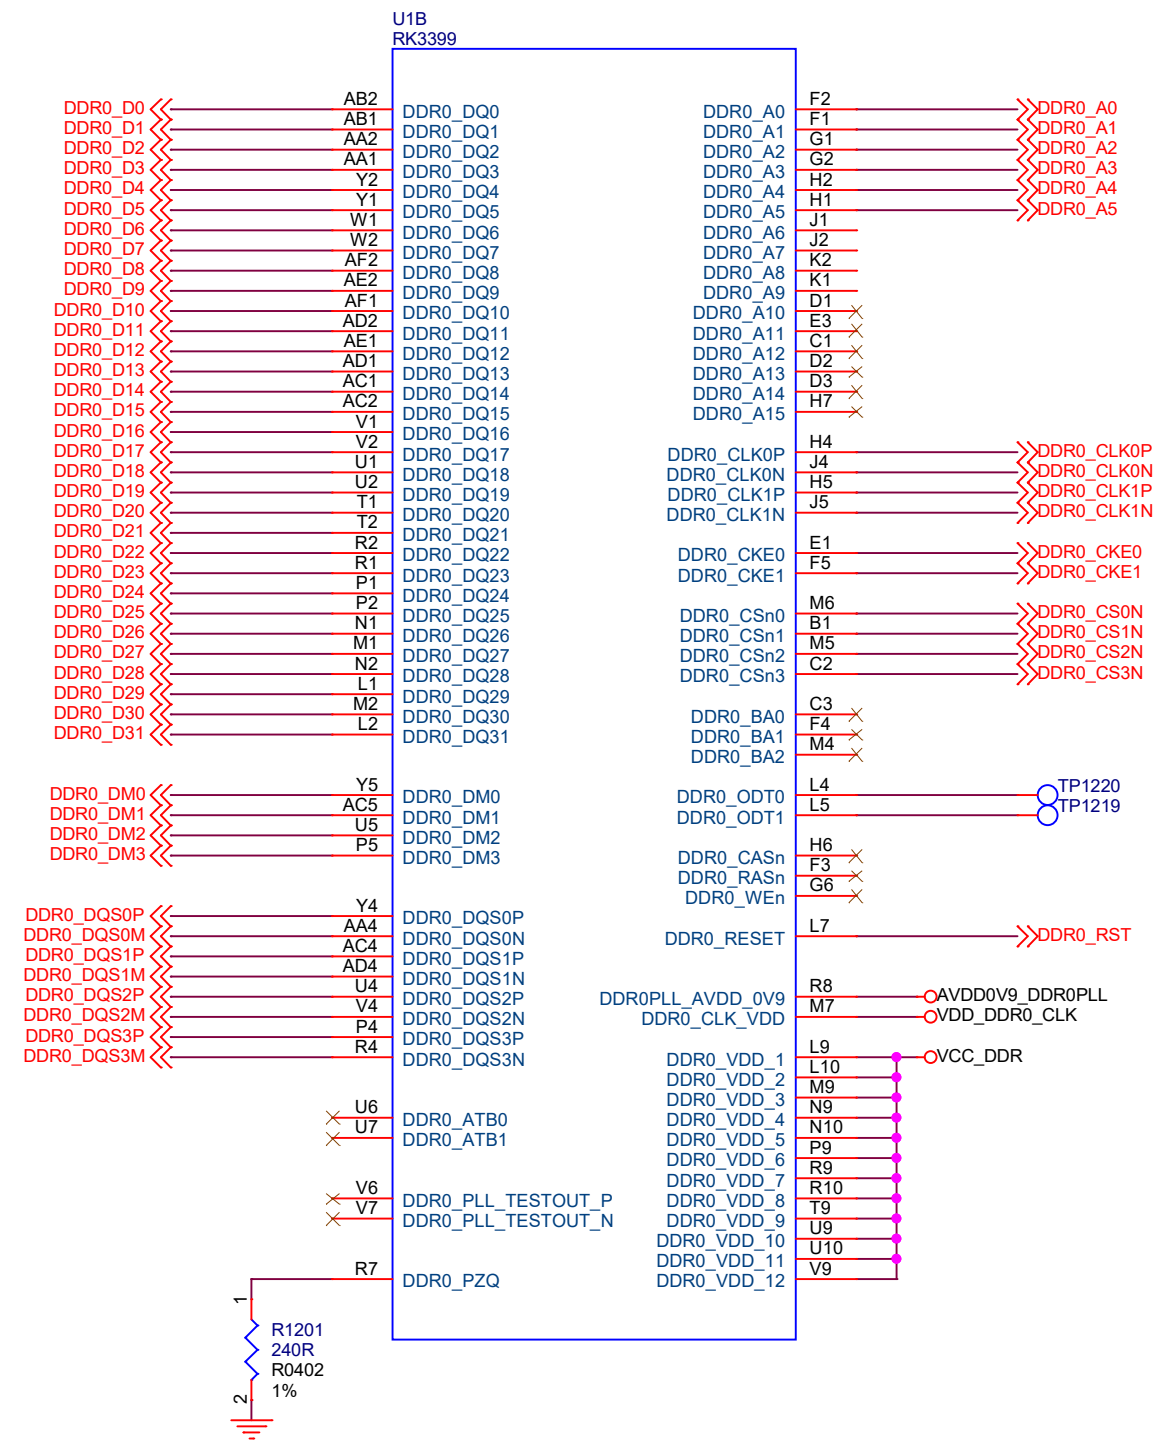 U1B
RK3399
DDR0_D0 AB2 DDR0_DQ0 DDR0_A0 F2 DDR0_A0
DDR0_D1 AB1 DDR0_DQ1 DDR0_A1 F1 DDR0_A1
DDR0_D2 AA2 DDR0_DQ2 DDR0_A2 G1 DDR0_A2
DDR0_D3 AA1 DDR0_DQ3 DDR0_A3 G2 DDR0_A3
DDR0_D4 Y2 DDR0_DQ4 DDR0_A4 H2 DDR0_A4
DDR0_D5 Y1 DDR0_DQ5 DDR0_A5 H1 DDR0_A5
DDR0_D6 W1 DDR0_DQ6 DDR0_A6 J1
DDR0_D7 W2 DDR0_DQ7 DDR0_A7 J2
DDR0_D8 AF2 DDR0_DQ8 DDR0_A8 K2
DDR0_D9 AE2 DDR0_DQ9 DDR0_A9 K1
DDR0_D10 AF1 DDR0_DQ10 DDR0_A10 D1
DDR0_D11 AD2 DDR0_DQ11 DDR0_A11 E3
DDR0_D12 AE1 DDR0_DQ12 DDR0_A12 C1
DDR0_D13 AD1 DDR0_DQ13 DDR0_A13 D2
DDR0_D14 AC1 DDR0_DQ14 DDR0_A14 D3
DDR0_D15 AC2 DDR0_DQ15 DDR0_A15 H7
DDR0_D16 V1 DDR0_DQ16
DDR0_D17 V2 DDR0_DQ17 DDR0_CLK0P H4 DDR0_CLK0P
DDR0_D18 U1 DDR0_DQ18 DDR0_CLK0N J4 DDR0_CLK0N
DDR0_D19 U2 DDR0_DQ19 DDR0_CLK1P H5 DDR0_CLK1P
DDR0_D20 T1 DDR0_DQ20 DDR0_CLK1N J5 DDR0_CLK1N
DDR0_D21 T2 DDR0_DQ21
DDR0_D22 R2 DDR0_DQ22 DDR0_CKE0 E1 DDR0_CKE0
DDR0_D23 R1 DDR0_DQ23 DDR0_CKE1 F5 DDR0_CKE1
DDR0_D24 P1 DDR0_DQ24
DDR0_D25 P2 DDR0_DQ25 DDR0_CSn0 M6 DDR0_CS0N
DDR0_D26 N1 DDR0_DQ26 DDR0_CSn1 B1 DDR0_CS1N
DDR0_D27 M1 DDR0_DQ27 DDR0_CSn2 M5 DDR0_CS2N
DDR0_D28 N2 DDR0_DQ28 DDR0_CSn3 C2 DDR0_CS3N
DDR0_D29 L1 DDR0_DQ29
DDR0_D30 M2 DDR0_DQ30 DDR0_BA0 C3
DDR0_D31 L2 DDR0_DQ31 DDR0_BA1 F4
DDR0_BA2 M4
DDR0_DM0 Y5 DDR0_DM0 DDR0_ODT0 L4 TP1220
DDR0_DM1 AC5 DDR0_DM1 DDR0_ODT1 L5 TP1219
DDR0_DM2 U5 DDR0_DM2
DDR0_DM3 P5 DDR0_DM3 DDR0_CASn H6
DDR0_RASn F3
DDR0_WEn G6
DDR0_DQS0P Y4 DDR0_DQS0P
DDR0_DQS0M AA4 DDR0_DQS0N DDR0_RESET L7 DDR0_RST
DDR0_DQS1P AC4 DDR0_DQS1P
DDR0_DQS1M AD4 DDR0_DQS1N
DDR0_DQS2P U4 DDR0_DQS2P DDR0PLL_AVDD_0V9 R8 AVDD0V9_DDR0PLL
DDR0_DQS2M V4 DDR0_DQS2N DDR0_CLK_VDD M7 VDD_DDR0_CLK
DDR0_DQS3P P4 DDR0_DQS3P
DDR0_DQS3M R4 DDR0_DQS3N DDR0_VDD_1 L9 VCC_DDR
DDR0_VDD_2 L10
DDR0_VDD_3 M9
U6 DDR0_ATB0 DDR0_VDD_4 N9
U7 DDR0_ATB1 DDR0_VDD_5 N10
DDR0_VDD_6 P9
DDR0_VDD_7 R9
V6 DDR0_PLL_TESTOUT_P DDR0_VDD_8 R10
V7 DDR0_PLL_TESTOUT_N DDR0_VDD_9 T9
DDR0_VDD_10 U9
DDR0_VDD_11 U10
R7 DDR0_PZQ DDR0_VDD_12 V9
1
R1201
240R
R0402
1%
2